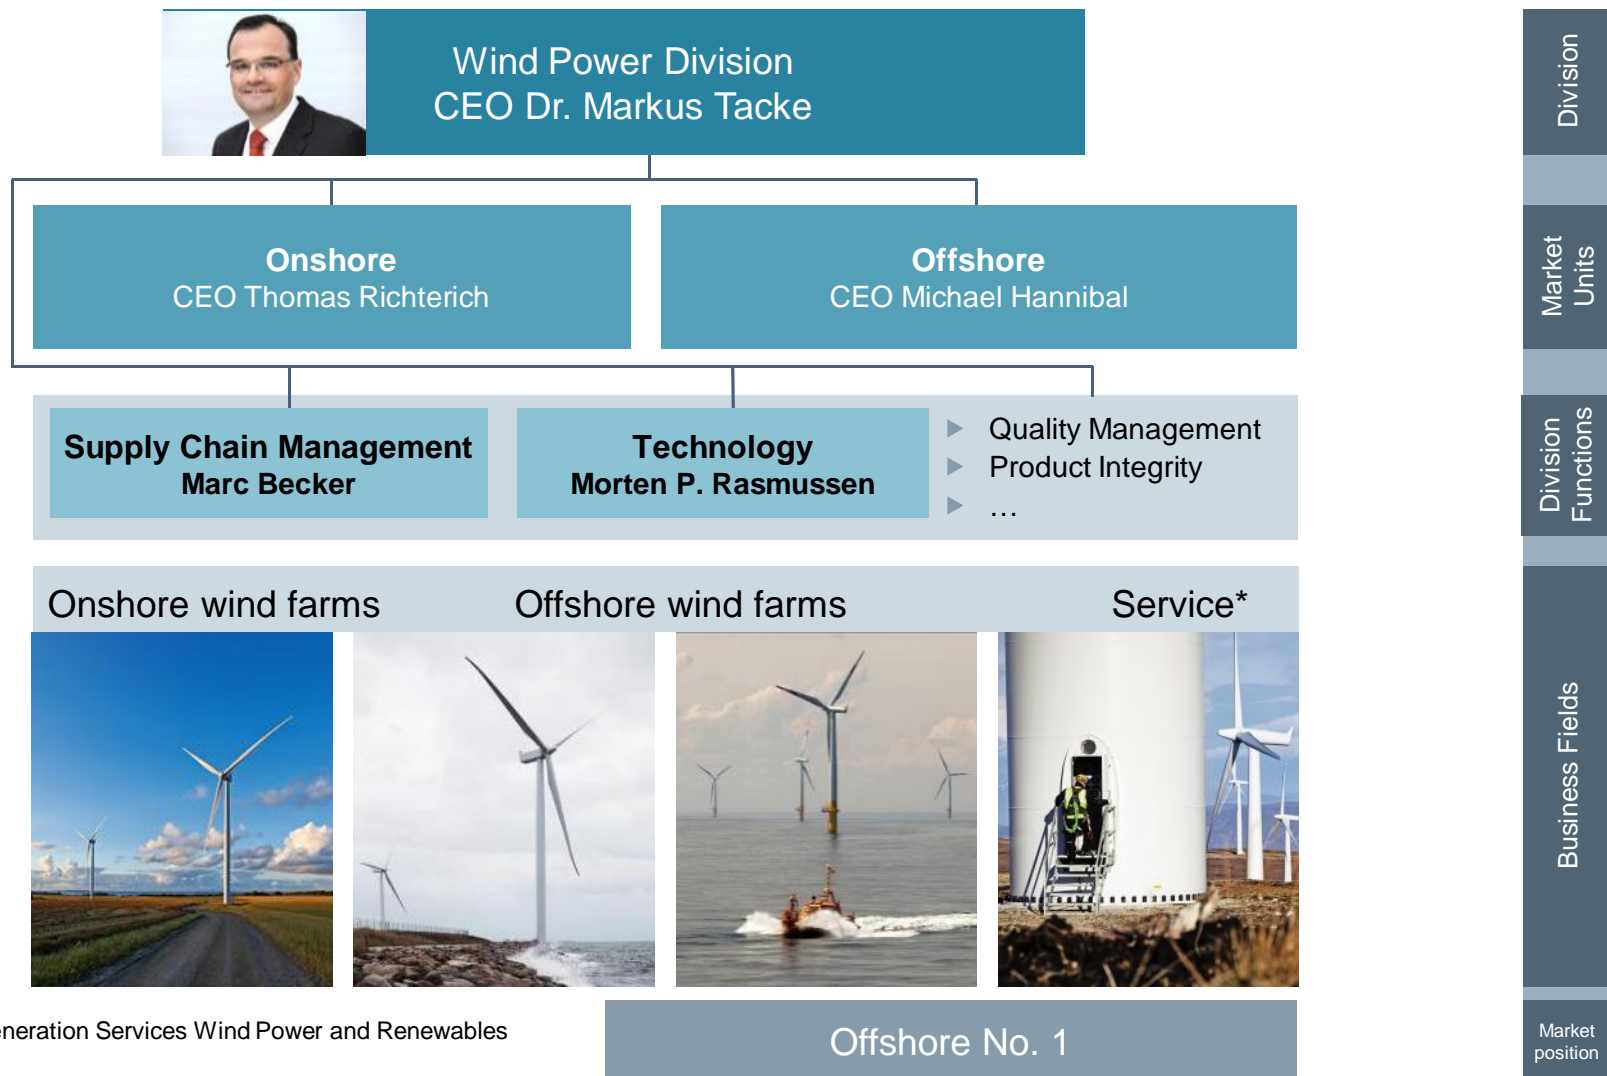 Wind Power Division
CEO Dr. Markus Tacke
Division
Onshore
CEO Thomas Richterich
Offshore
CEO Michael Hannibal
Market
Units
Supply Chain Management
Marc Becker
Technology
Morten P. Rasmussen
Quality Management
Product Integrity
…
Division
Functions
Onshore wind farms
Offshore wind farms
Service*
Business Fields
Services Wind Power and Renewables
Offshore No. 1
Market
position